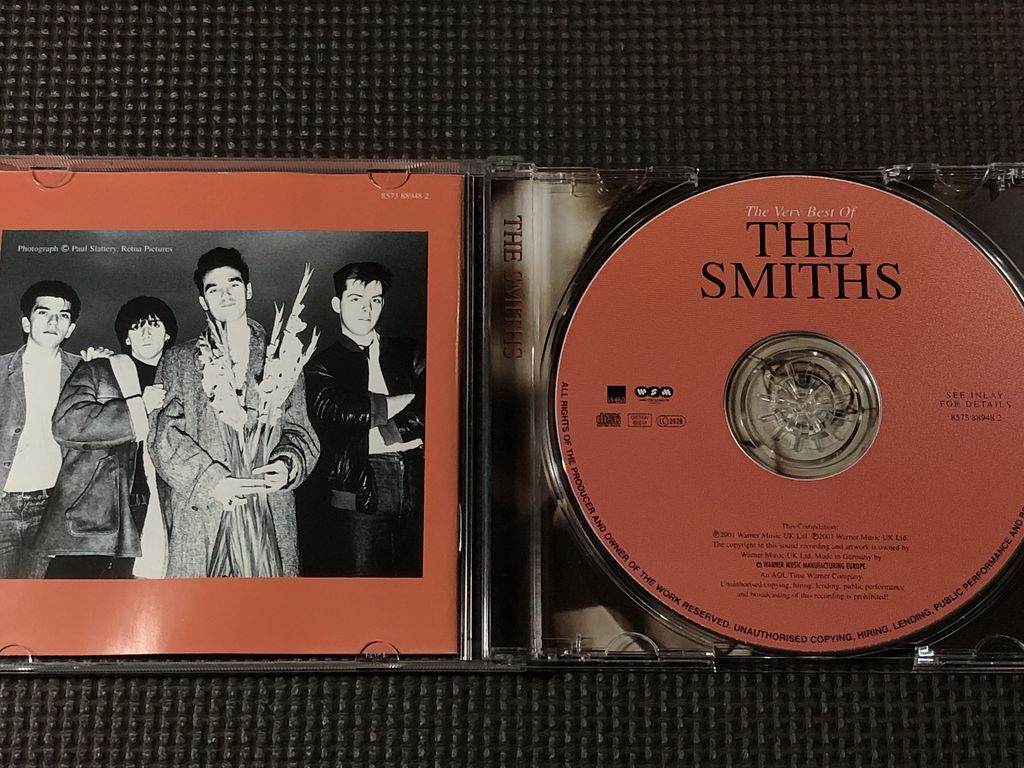 8573 88948 2
Photograph © Paul Slattery, Retna Pictures
THE SMITHS
The Very Best Of
THE
SMITHS
WSM
LC 2828
SEE INLAY
FOR DETAILS
8573 88948 2
This Compilation:
℗2001 Warner Music UK Ltd. ℗2001 Warner Music UK Ltd.
The copyright in this sound recording and artwork is owned by
Warner Music UK Ltd. Made in Germany by
WARNER MUSIC MANUFACTURING EUROPE.
An AOL Time Warner Company.
Unauthorised copying, hiring, lending, public performance
and broadcasting of this recording is prohibited!
ALL RIGHTS OF THE PRODUCER AND OWNER OF THE WORK RESERVED. UNAUTHORISED COPYING, HIRING, LENDING, PUBLIC PERFORMANCE AND